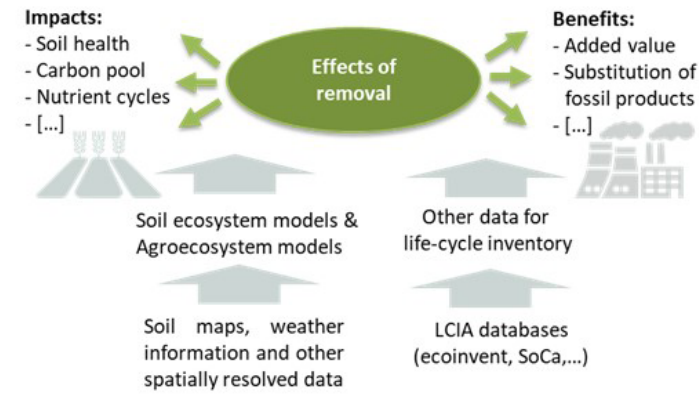 Impacts:
- Soil health
- Carbon pool
- Nutrient cycles
- [...]
Effects of
removal
Benefits:
- Added value
- Substitution of
fossil products
- [...]
Soil ecosystem models &
Agroecosystem models
Other data for
life-cycle inventory
Soil maps, weather
information and other
spatially resolved data
LCIA databases
(ecoinvent, SoCa,...)